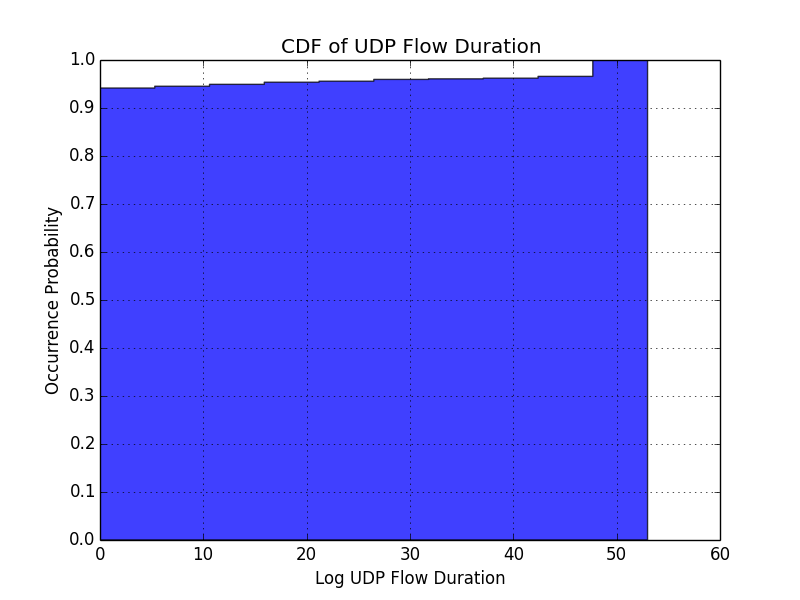 CDF of UDP Flow Duration
1.0
0.9
0.8
0.7
0.6
0.5
0.4
0.3
0.2
0.1
0.0
Occurrence Probability
0 10 20 30 40 50 60
Log UDP Flow Duration